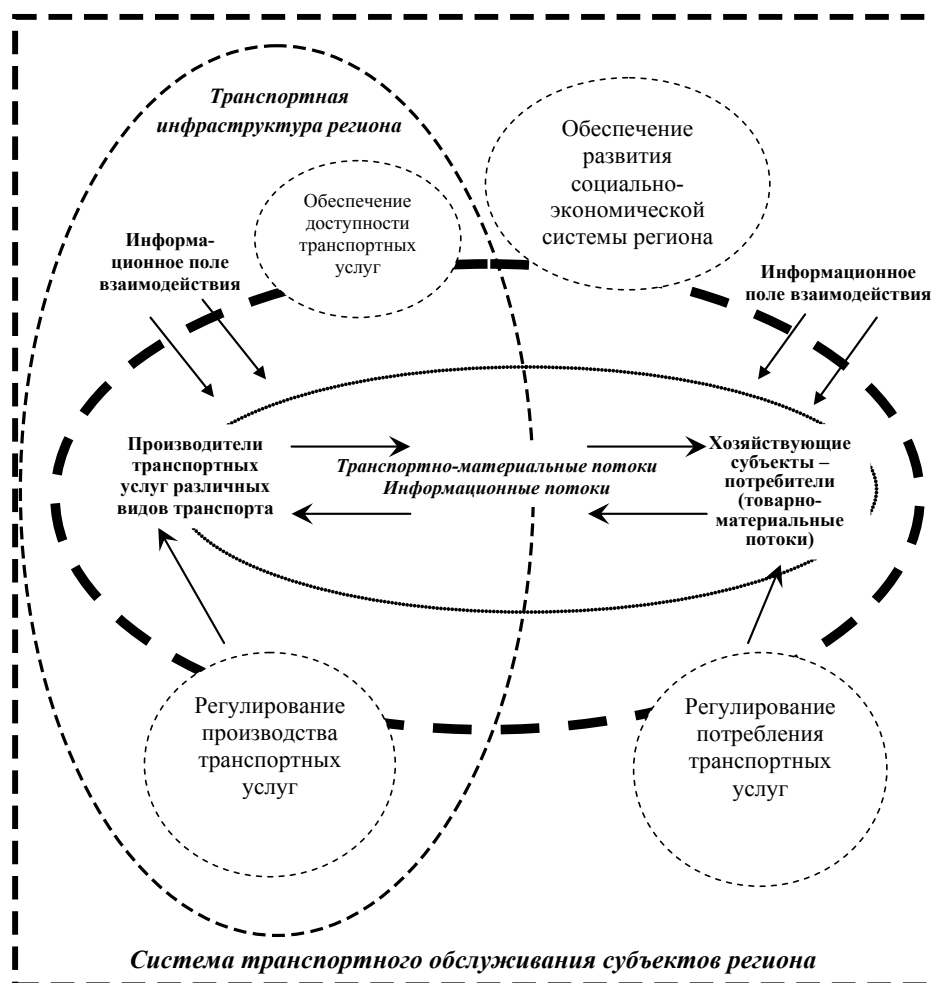 Транспортная
инфраструктура региона
Обеспечение
развития
социально-
экономической
системы региона
Обеспечение
доступности
транспортных
услуг
Информа-
ционное поле
взаимодействия
Информационное
поле взаимодействия
Производители
транспортных
услуг различных
видов транспорта
Транспортно-материальные потоки
Информационные потоки
Хозяйствующие
субъекты –
потребители
(товарно-
материальные
потоки)
Регулирование
производства
транспортных
услуг
Регулирование
потребления
транспортных
услуг
Система транспортного обслуживания субъектов региона